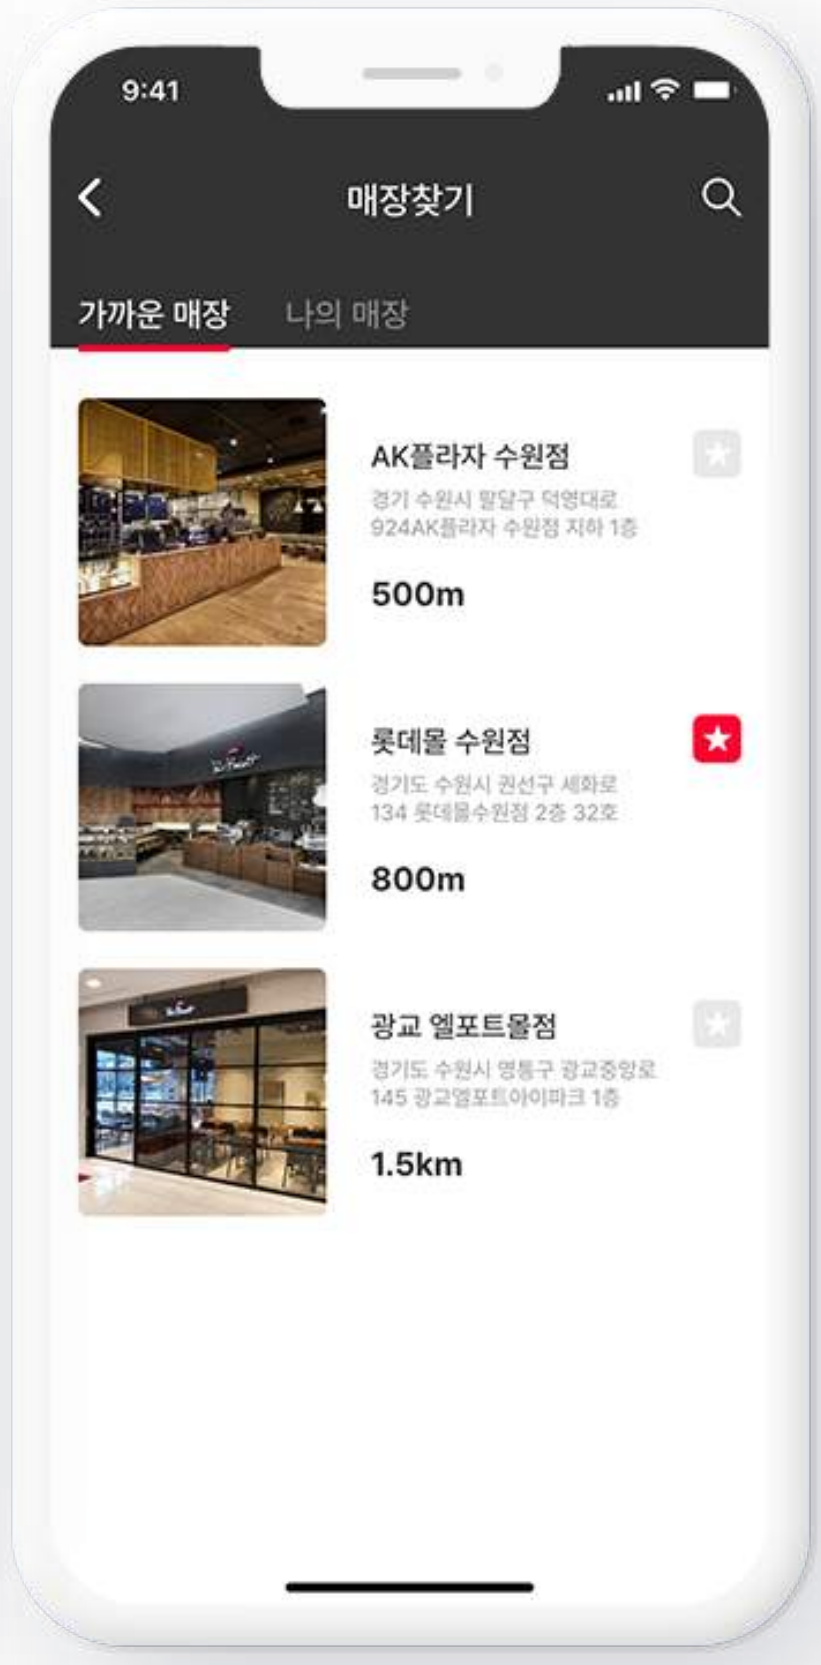 9:41
매장찾기
가까운 매장 나의 매장
AK플라자 수원점
경기 수원시 팔달구 덕영대로
924AK플라자 수원점 지하 1층
500m
롯데몰 수원점
경기도 수원시 권선구 세화로
134 롯데몰수원점 2층 32호
800m
광교 엘포트몰점
경기도 수원시 영통구 광교중앙로
145 광교엘포트아이파크 1층
1.5km